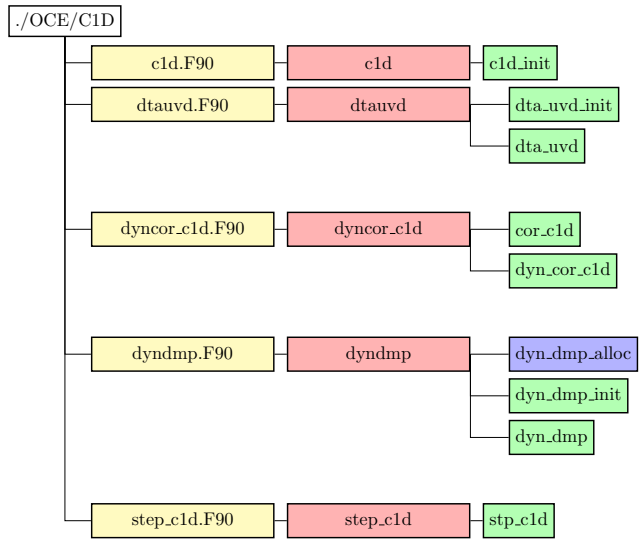 ./OCE/C1D
c1d.F90 c1d c1d_init
dtauvd.F90 dtauvd dta_uvd_init
dta_uvd
dyncor_c1d.F90 dyncor_c1d cor_c1d
dyn_cor_c1d
dyndmp.F90 dyndmp dyn_dmp_alloc
dyn_dmp_init
dyn_dmp
step_c1d.F90 step_c1d stp_c1d